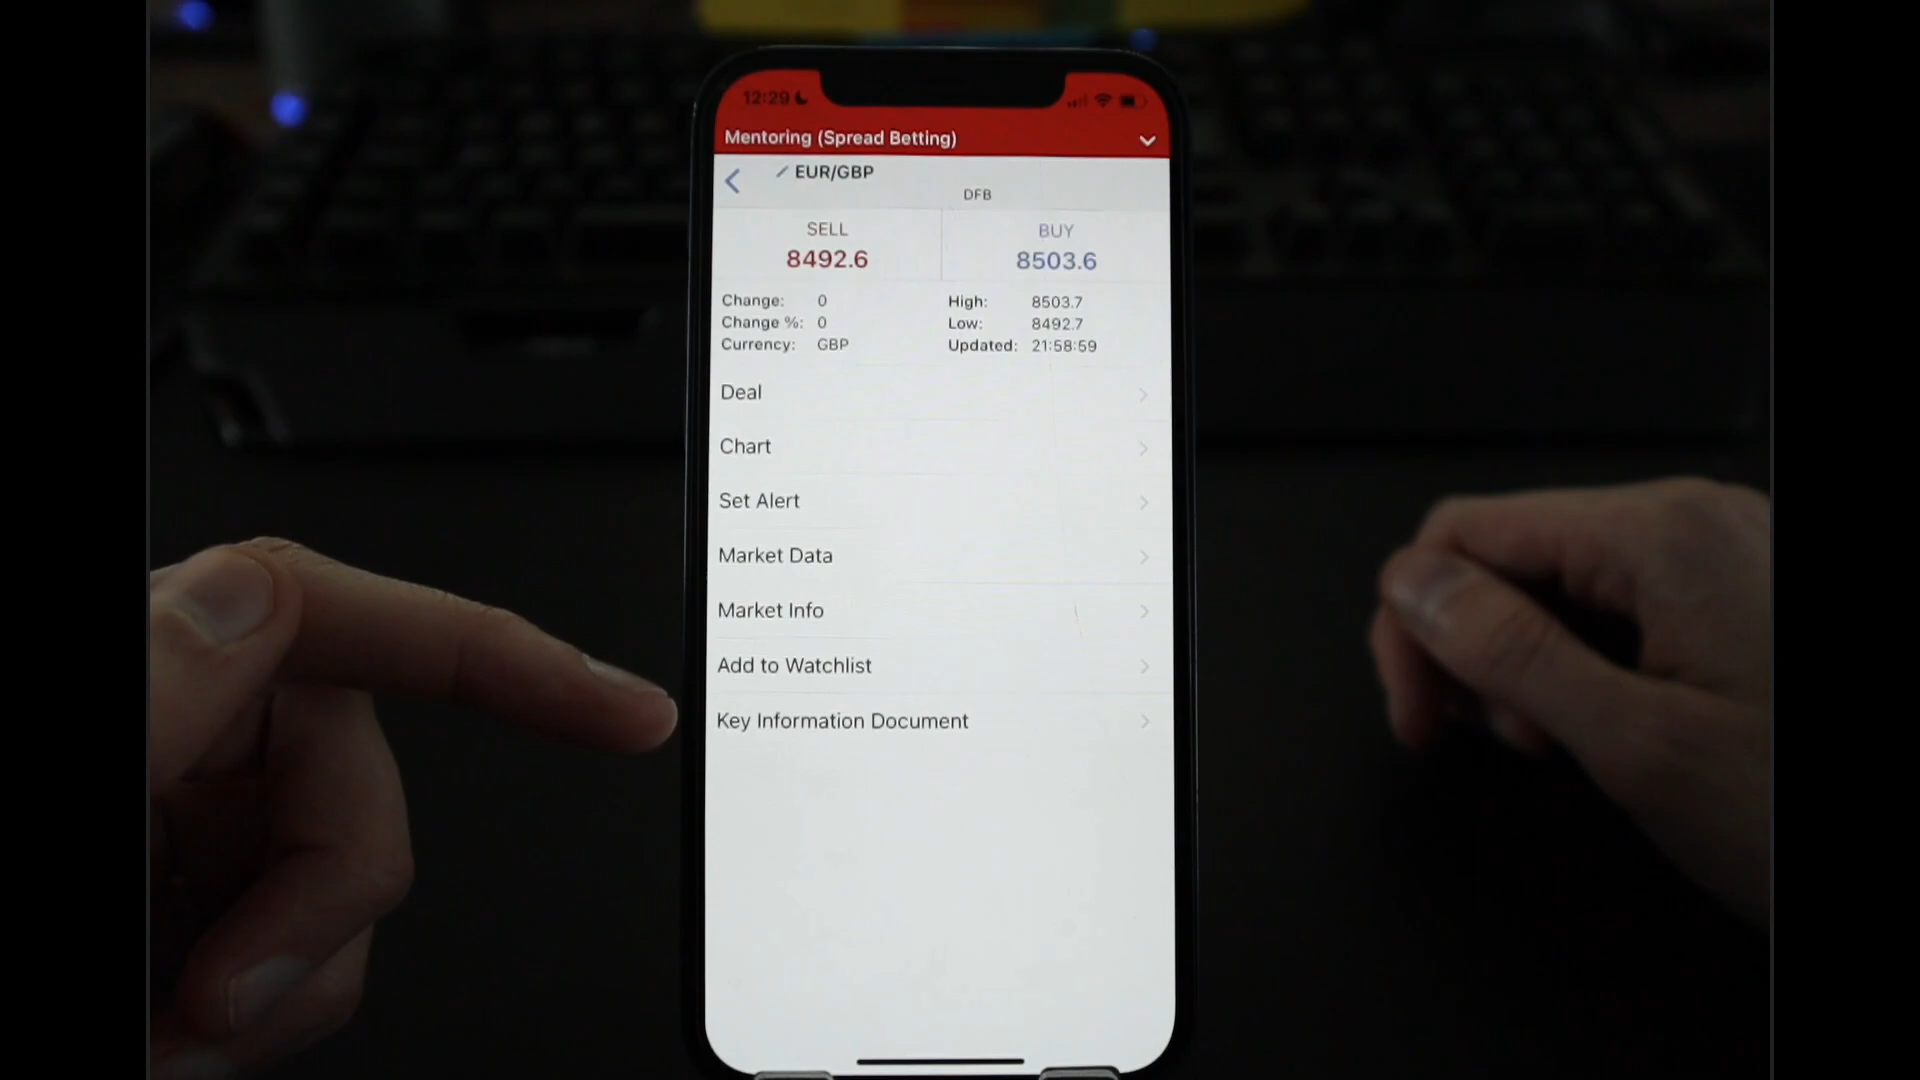 12:29
Mentoring (Spread Betting)
EUR/GBP
DFB
SELL
8492.6
BUY
8503.6
Change: 0
High: 8503.7
Change %: 0
Low: 8492.7
Currency: GBP
Updated: 21:58:59
Deal
Chart
Set Alert
Market Data
Market Info
Add to Watchlist
Key Information Document